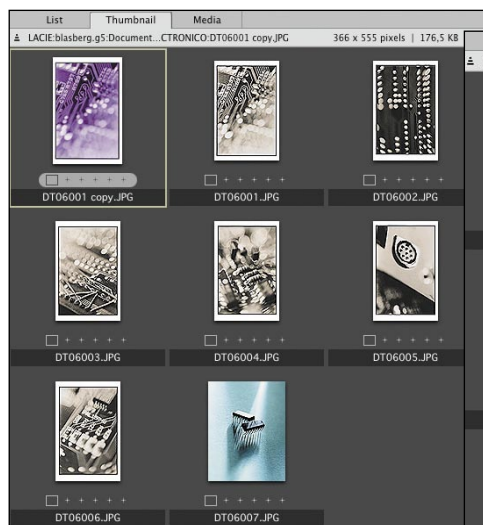 List Thumbnail Media
LACIE:blasberg.g5:Document...CTRONICO:DT06001 copy.JPG 366 x 555 pixels | 176,5 KB
DT06001 copy.JPG DT06001.JPG DT06002.JPG
DT06003.JPG DT06004.JPG DT06005.JPG
DT06006.JPG DT06007.JPG